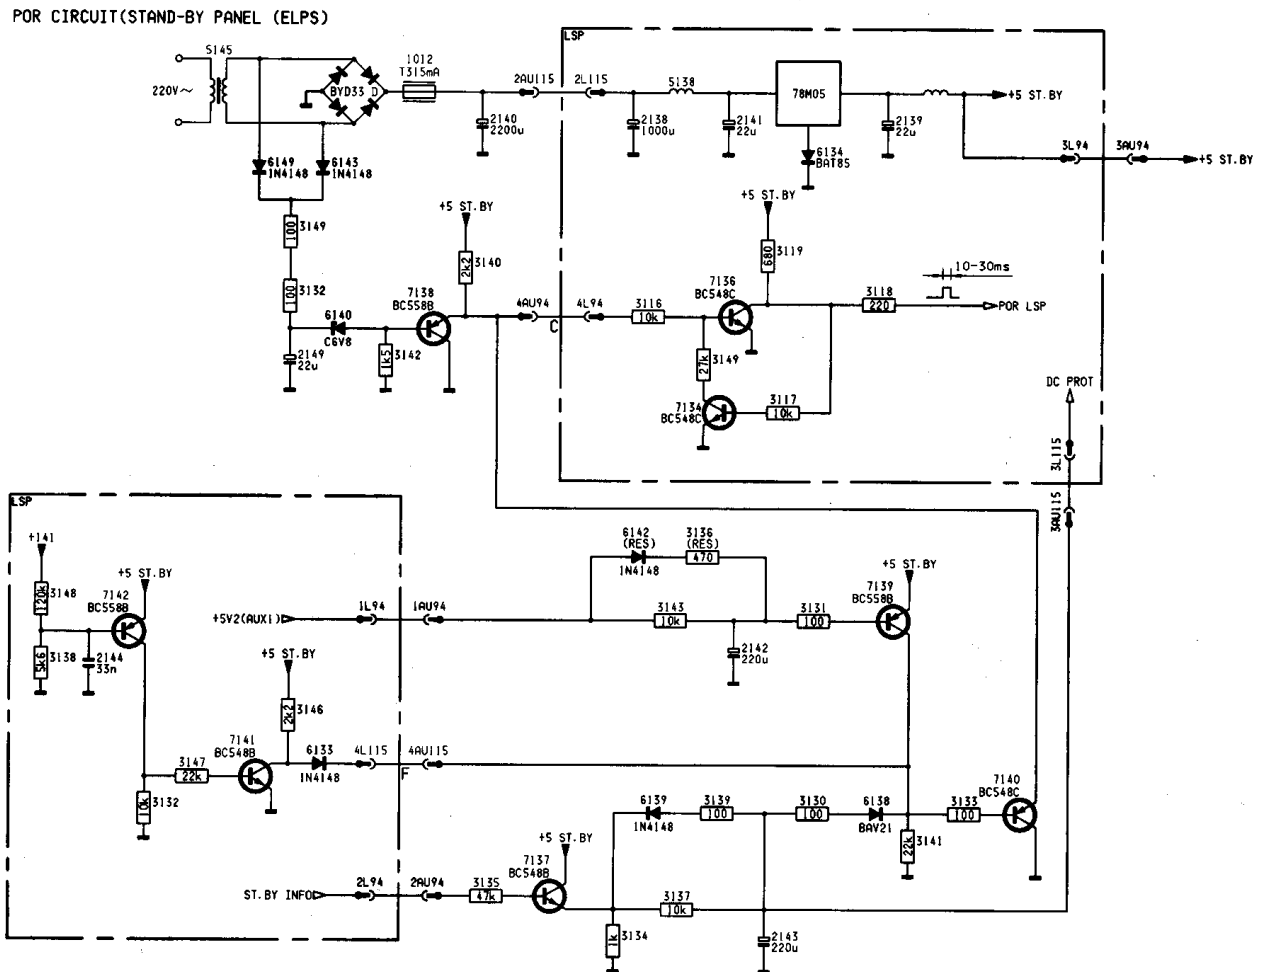 POR CIRCUIT(STAND-BY PANEL (ELPS)
LSP
S145
220V~
BYD33 D
1012
T315mA
2AU115
2L115
5138
78M05
+5 ST.BY
2140
2200u
2138
1000u
2141
22u
2139
22u
6134
BAT85
3L94
3AU94
+5 ST.BY
6149
1N4148
6143
1N4148
100
3149
+5 ST.BY
2k2
3140
+5 ST.BY
680
3119
10-30ms
100
3132
7138
BC558B
4AU94
4L94
C
3116
10k
7136
BC548C
3118
220
POR LSP
6140
C6V8
2149
22u
1k5
3142
27k
3149
7134
BC548C
3117
10k
DC PROT
3L115
3AU115
LSP
+141
120k
3148
+5 ST.BY
7142
BC558B
5k6
3138
2144
33n
+5V2(AUX1)
1L94
1AU94
6142
(RES)
1N4148
3136
(RES)
470
3143
10k
2142
220u
3131
100
+5 ST.BY
7139
BC558B
+5 ST.BY
2k2
3146
7141
BC548B
3147
22k
10k
3132
6133
1N4148
4L115
4AU115
F
6139
1N4148
3139
100
3130
100
6138
BAV21
3133
100
7140
BC548C
22k
3141
+5 ST.BY
7137
BC548B
ST.BY INFO
2L94
2AU94
3135
47k
3137
10k
1k
3134
2143
220u